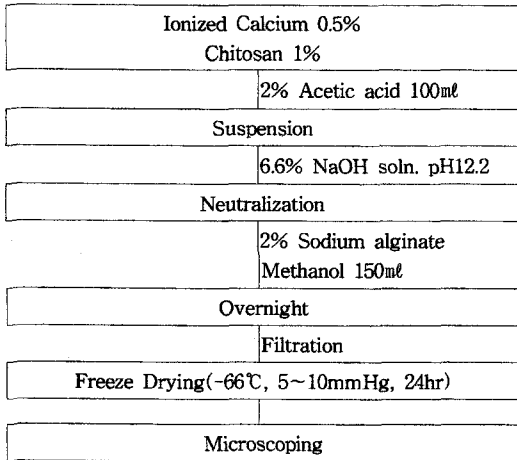 Ionized Calcium 0.5%
Chitosan 1%
2% Acetic acid 100㎖
Suspension
6.6% NaOH soln. pH12.2
Neutralization
2% Sodium alginate
Methanol 150㎖
Overnight
Filtration
Freeze Drying(-66℃, 5~10mmHg, 24hr)
Microscoping